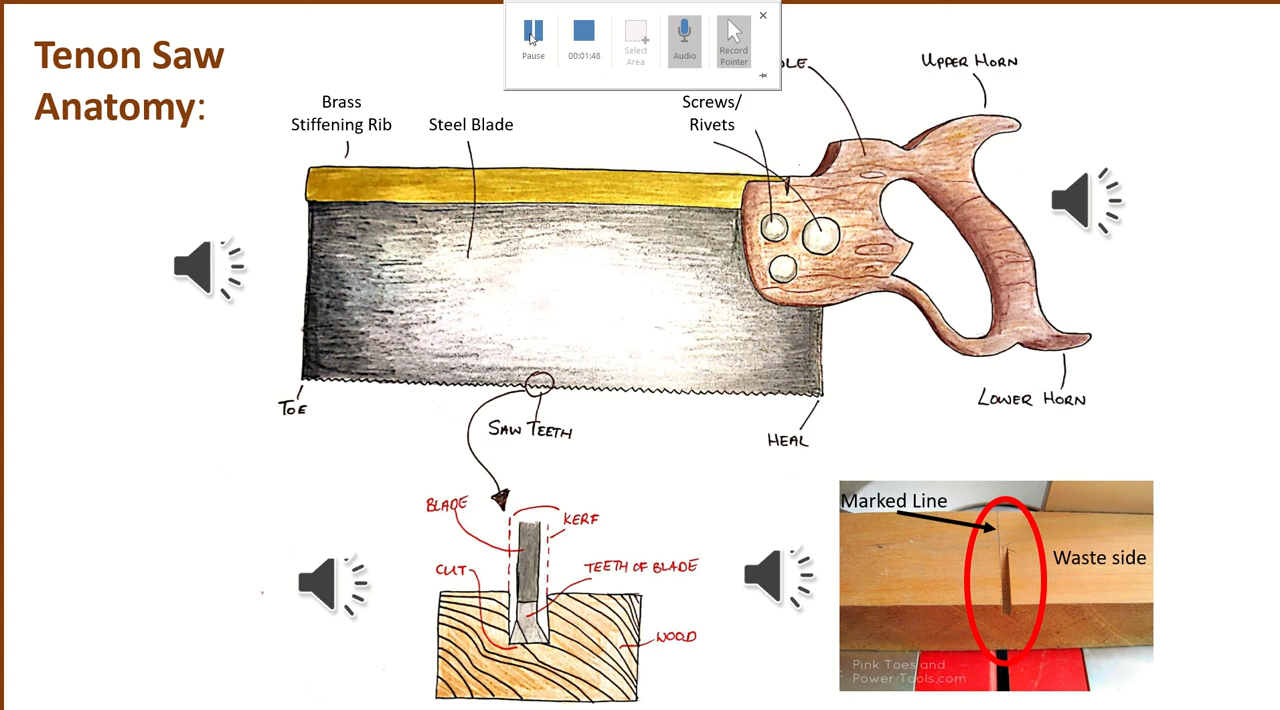 Tenon Saw
Anatomy:
Pause
00:01:48
Select
Area
Audio
Record
Pointer
Brass
Stiffening Rib
Steel Blade
Screws/
Rivets
UPPER HORN
LOWER HORN
TOE
SAW TEETH
HEAL
BLADE
KERF
CUT
TEETH OF BLADE
WOOD
Marked Line
Waste side
Pink Toes and
Power Tools.com